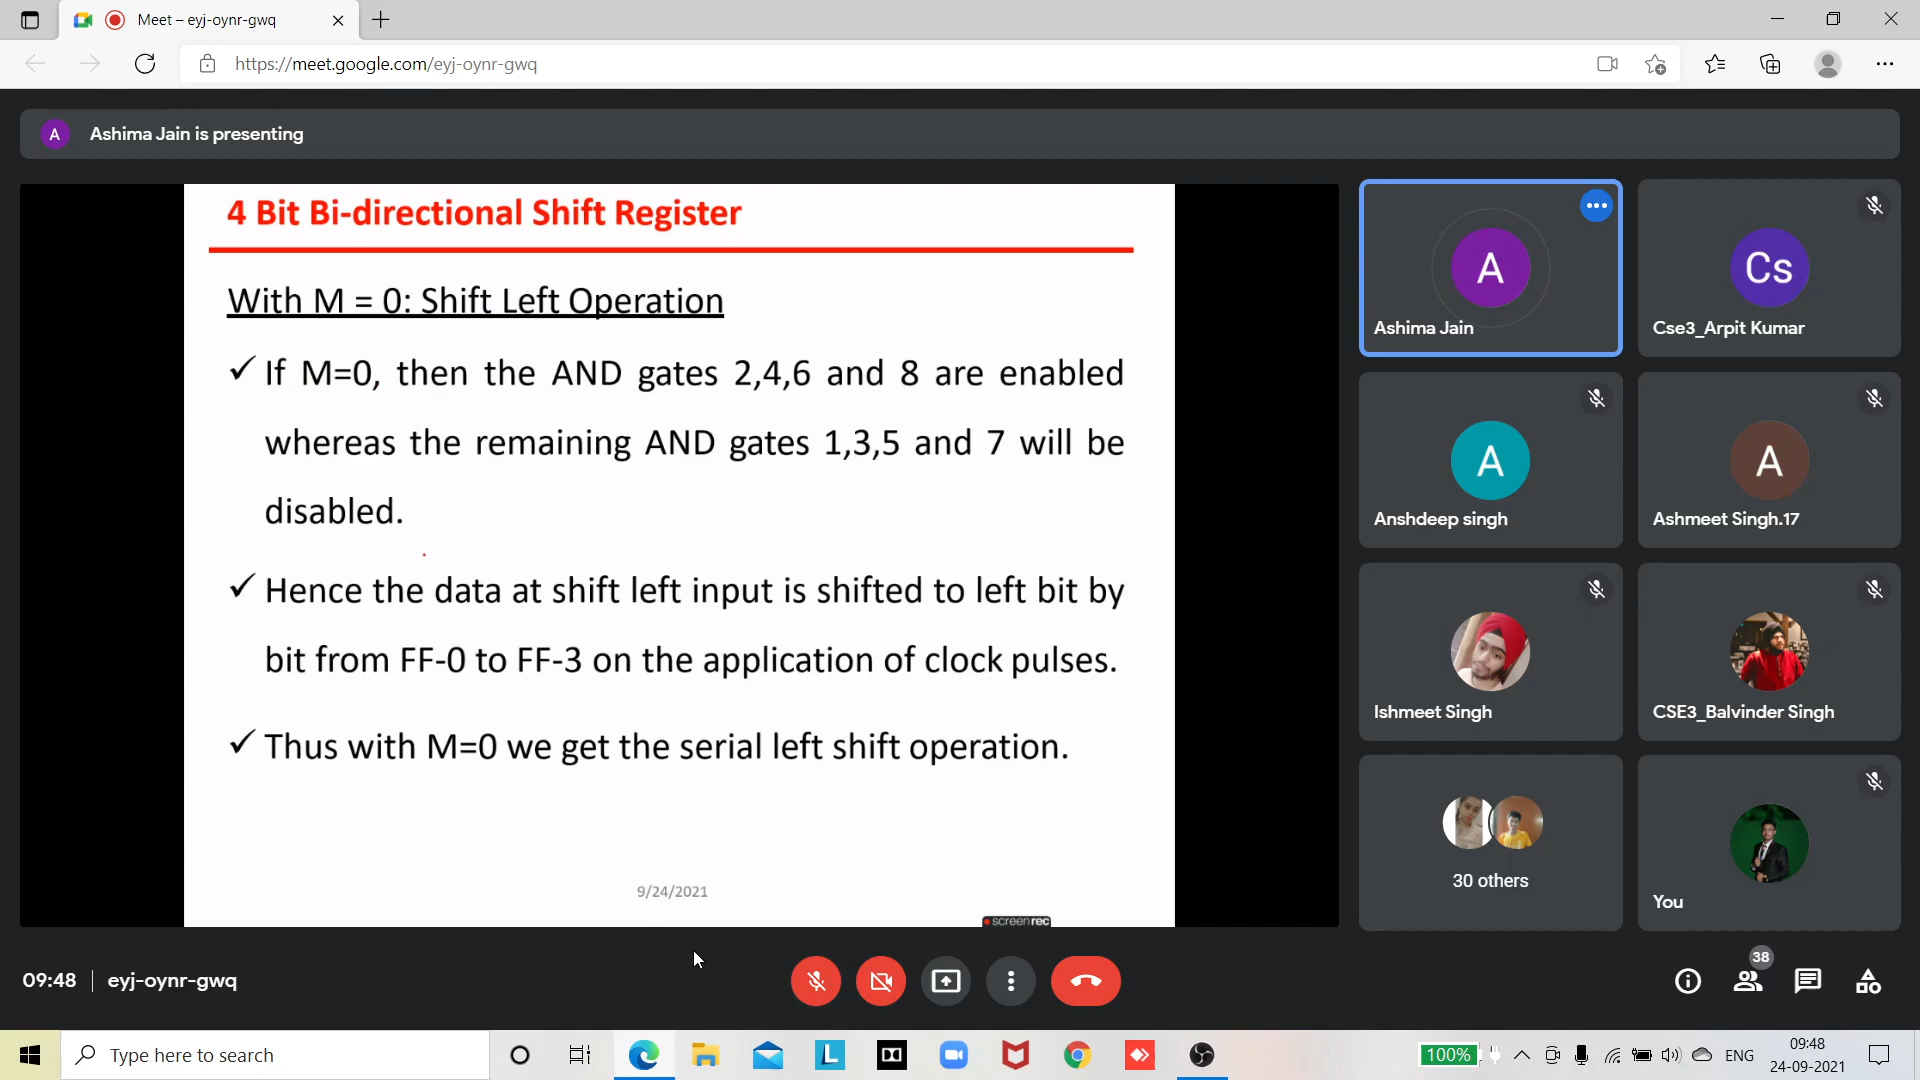 Meet – eyj-oynr-gwq
https://meet.google.com/eyj-oynr-gwq
A Ashima Jain is presenting
4 Bit Bi-directional Shift Register
With M = 0: Shift Left Operation
✓ If M=0, then the AND gates 2,4,6 and 8 are enabled
whereas the remaining AND gates 1,3,5 and 7 will be
disabled.
✓ Hence the data at shift left input is shifted to left bit by
bit from FF-0 to FF-3 on the application of clock pulses.
✓ Thus with M=0 we get the serial left shift operation.
9/24/2021
screenrec
A
Ashima Jain
Cs
Cse3_Arpit Kumar
A
Anshdeep singh
A
Ashmeet Singh.17
Ishmeet Singh
CSE3_Balvinder Singh
30 others
You
09:48 | eyj-oynr-gwq
38
Type here to search
L
100%
ENG
09:48
24-09-2021